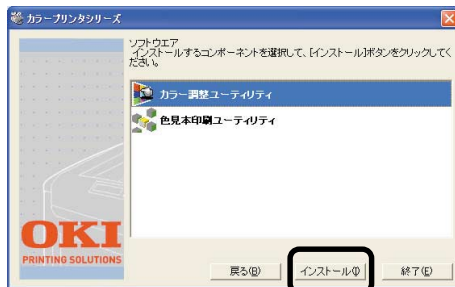 カラープリンタシリーズ
ソフトウエア
インストールするコンポーネントを選択して、[インストール]ボタンをクリックしてください。
カラー調整ユーティリティ
色見本印刷ユーティリティ
OKI
PRINTING SOLUTIONS
戻る(B)
インストール(I)
終了(E)